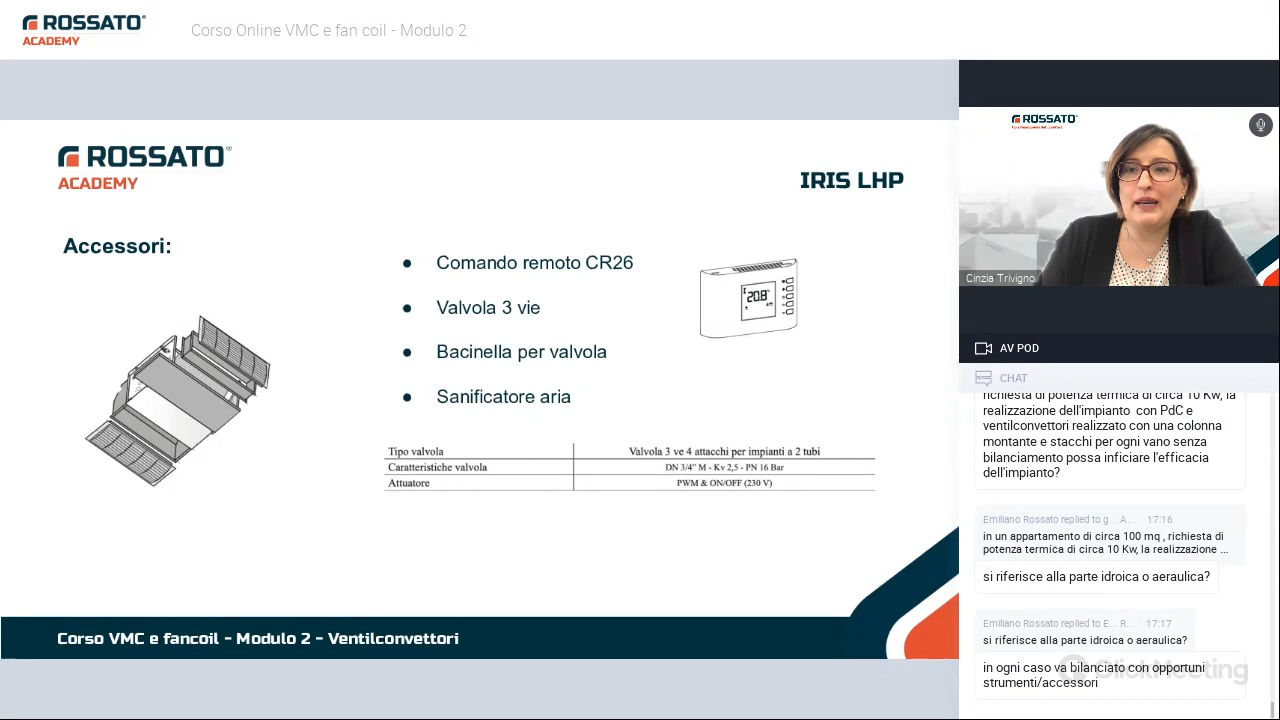 ROSSATO®
ACADEMY
Corso Online VMC e fan coil - Modulo 2
ROSSATO®
ACADEMY
IRIS LHP
Accessori:
● Comando remoto CR26
● Valvola 3 vie
● Bacinella per valvola
● Sanificatore aria
20.8°
Tipo valvola Valvola 3 ve 4 attacchi per impianti a 2 tubi
Caratteristiche valvola DN 3/4" M - Kv 2,5 - PN 16 Bar
Attuatore PWM & ON/OFF (230 V)
Corso VMC e fancoil - Modulo 2 - Ventilconvettori
ROSSATO
Cinzia Trivigno
AV POD
CHAT
richiesta di potenza termica di circa 10 Kw, la
realizzazione dell'impianto con PdC e
ventilconvettori realizzato con una colonna
montante e stacchi per ogni vano senza
bilanciamento possa inficiare l'efficacia
dell'impianto?
Emiliano Rossato replied to g... A... 17:16
in un appartamento di circa 100 mq , richiesta di
potenza termica di circa 10 Kw, la realizzazione ...
si riferisce alla parte idroica o aeraulica?
Emiliano Rossato replied to E... R... 17:17
si riferisce alla parte idroica o aeraulica?
in ogni caso va bilanciato con opportuni
strumenti/accessori
ClickMeeting